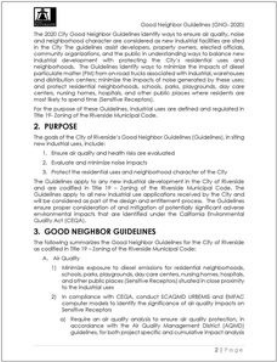 Good Neighbor Guidelines (GNG- 2020)
The 2020 City Good Neighbor Guidelines identify ways to ensure air quality, noise
and neighborhood character are considered as new industrial facilities are sited
in the City The guidelines assist developers, property owners, elected officials,
community organizations, and the public in understanding ways to balance new
industrial development with protecting the City's residential uses and
neighborhoods. The Guidelines identify ways to minimize the impacts of diesel
particulate matter (PM) from on-road trucks associated with industrial, warehouses
and distribution centers; minimize the impacts of noise generated by these uses;
and protect residential neighborhoods, schools, parks, playgrounds, day care
centers, nursing homes, hospitals, and other public places where residents are
most likely to spend time (Sensitive Receptors).
For the purpose of these Guidelines, industrial uses are defined and regulated in
Title 19- Zoning of the Riverside Municipal Code.
2. PURPOSE
The goals of the City of Riverside's Good Neighbor Guidelines (Guidelines), in siting
new industrial uses, include:
1. Ensure air quality and health risks are evaluated
2. Evaluate and minimize noise impacts
3. Protect the residential uses and neighborhood character of the City
The Guidelines apply to any new industrial development in the City of Riverside
and are codified in Title 19 – Zoning of the Riverside Municipal Code. The
Guidelines apply to all new industrial use applications received by the City and
will be considered as part of the design and entitlement process. The Guidelines
ensure proper consideration and mitigation of potentially significant adverse
environmental impacts that are identified under the California Environmental
Quality Act (CEQA).
3. GOOD NEIGHBOR GUIDELINES
The following summarizes the Good Neighbor Guidelines for the City of Riverside
as codified in Title 19 – Zoning of the Riverside Municipal Code.
A. Air Quality
1) Minimize exposure to diesel emissions for residential neighborhoods,
schools, parks, playgrounds, day care centers, nursing homes, hospitals,
and other public places (Sensitive Receptors) situated in close proximity
to the industrial uses
2) In compliance with CEQA, conduct SCAQMD URBEMIS and EMFAC
computer models to identify the significance of air quality impacts on
Sensitive Receptors
a) Require an air quality analysis to ensure air quality protection, in
accordance with the Air Quality Management District (AQMD)
guidelines, for both project specific and cumulative impact analysis
2 | Page